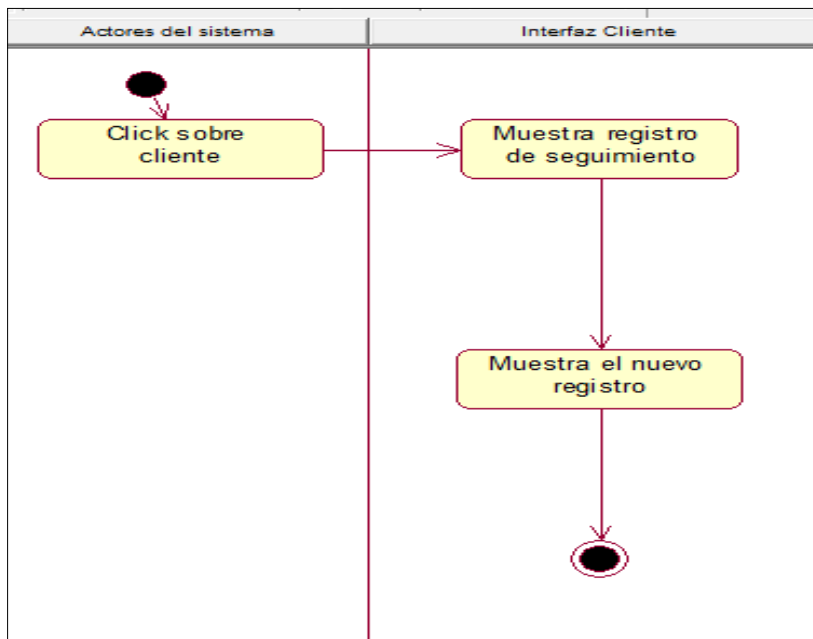 Actores del sistema
Interfaz Cliente
Click sobre
cliente
Muestra registro
de seguimiento
Muestra el nuevo
registro